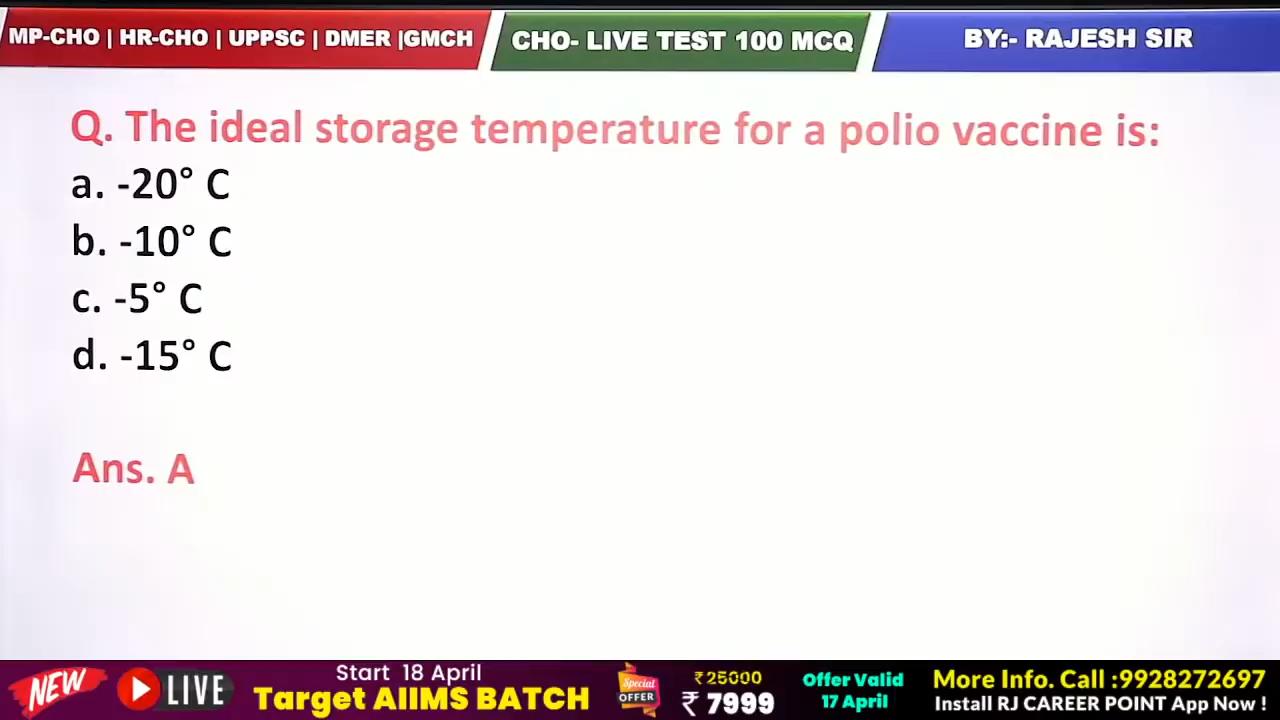 MP-CHO | HR-CHO | UPPSC | DMER |GMCH
CHO- LIVE TEST 100 MCQ
BY:- RAJESH SIR
Q. The ideal storage temperature for a polio vaccine is:
a. -20° C
b. -10° C
c. -5° C
d. -15° C
Ans. A
NEW
LIVE
Start 18 April
Target AIIMS BATCH
Special
OFFER
₹25000
₹ 7999
Offer Valid
17 April
More Info. Call :9928272697
Install RJ CAREER POINT App Now !